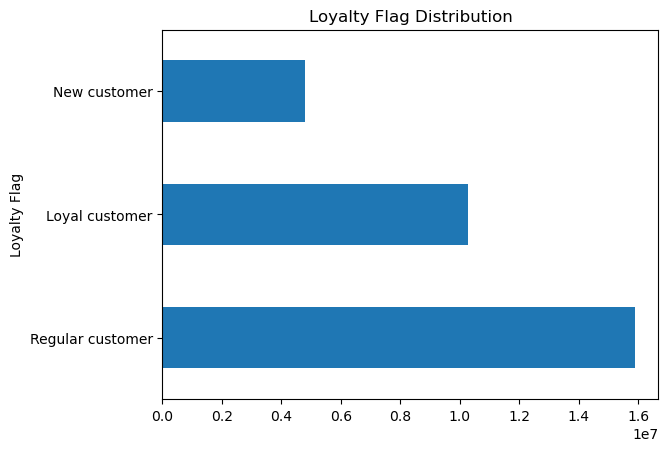 Loyalty Flag Distribution
New customer
Loyal customer
Regular customer
Loyalty Flag
0.0 0.2 0.4 0.6 0.8 1.0 1.2 1.4 1.6
1e7